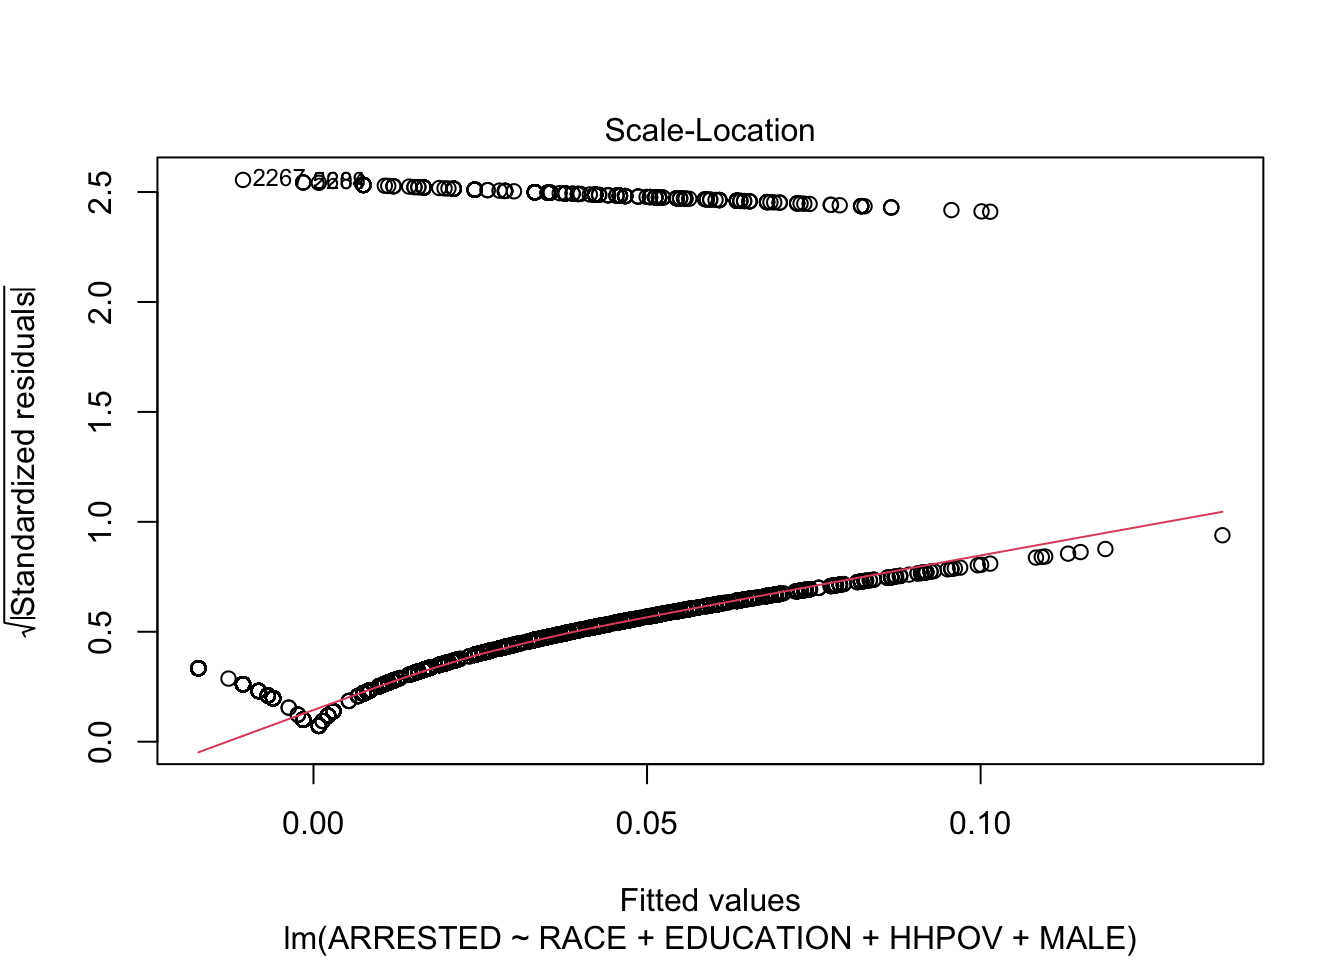 Scale-Location
√|Standardized residuals|
2.5
2.0
1.5
1.0
0.5
0.0
2267
0.00 0.05 0.10
Fitted values
lm(ARRESTED ~ RACE + EDUCATION + HHPOV + MALE)